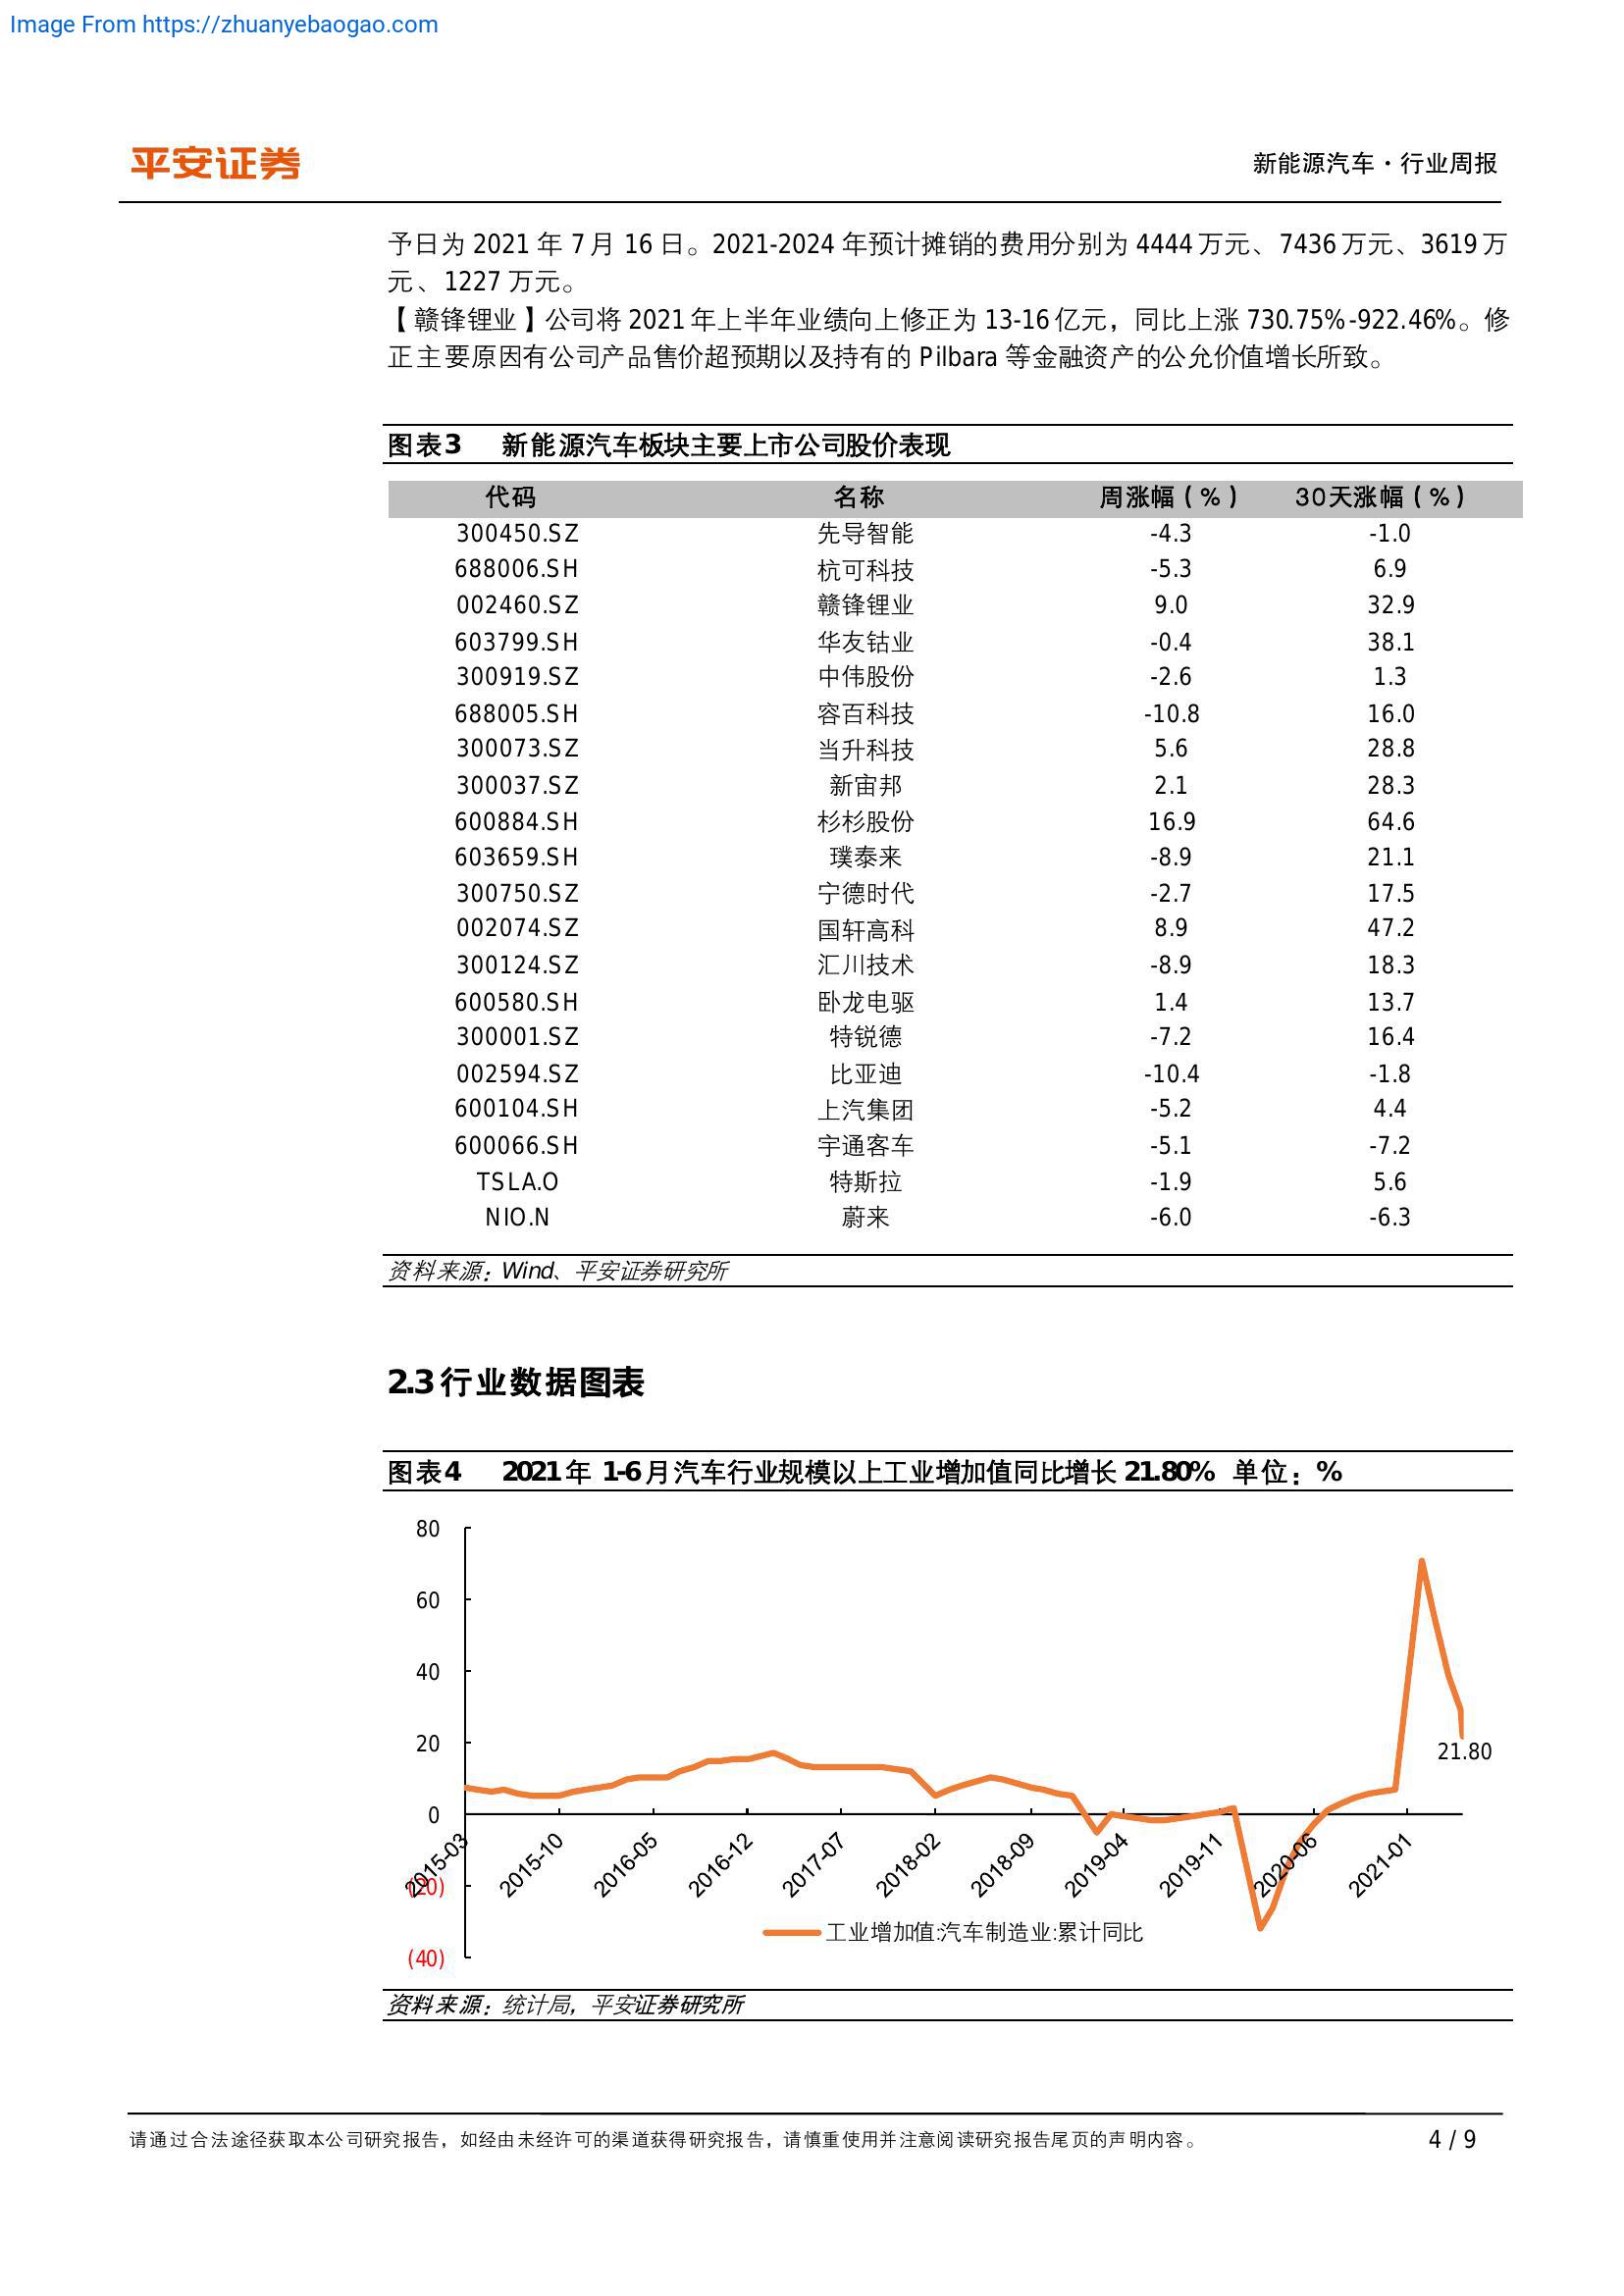 Image From https://zhuanyebaogao.com
平安证券
新能源汽车·行业周报
予日为 2021 年 7 月 16 日。2021-2024 年预计摊销的费用分别为 4444 万元、7436 万元、3619 万
元、1227 万元。
【赣锋锂业】公司将 2021 年上半年业绩向上修正为 13-16 亿元，同比上涨 730.75%-922.46%。修
正主要原因有公司产品售价超预期以及持有的 Pilbara 等金融资产的公允价值增长所致。
图表3 新能源汽车板块主要上市公司股价表现
代码 名称 周涨幅（%） 30天涨幅（%）
300450.SZ 先导智能 -4.3 -1.0
688006.SH 杭可科技 -5.3 6.9
002460.SZ 赣锋锂业 9.0 32.9
603799.SH 华友钴业 -0.4 38.1
300919.SZ 中伟股份 -2.6 1.3
688005.SH 容百科技 -10.8 16.0
300073.SZ 当升科技 5.6 28.8
300037.SZ 新宙邦 2.1 28.3
600884.SH 杉杉股份 16.9 64.6
603659.SH 璞泰来 -8.9 21.1
300750.SZ 宁德时代 -2.7 17.5
002074.SZ 国轩高科 8.9 47.2
300124.SZ 汇川技术 -8.9 18.3
600580.SH 卧龙电驱 1.4 13.7
300001.SZ 特锐德 -7.2 16.4
002594.SZ 比亚迪 -10.4 -1.8
600104.SH 上汽集团 -5.2 4.4
600066.SH 宇通客车 -5.1 -7.2
TSLA.O 特斯拉 -1.9 5.6
NIO.N 蔚来 -6.0 -6.3
资料来源：Wind、平安证券研究所
2.3 行业数据图表
图表4 2021 年 1-6 月汽车行业规模以上工业增加值同比增长 21.80% 单位：%
80
60
40
20
0
(20)
(40)
21.80
2015-03 2015-10 2016-05 2016-12 2017-07 2018-02 2018-09 2019-04 2019-11 2020-06 2021-01
工业增加值:汽车制造业:累计同比
资料来源：统计局，平安证券研究所
请通过合法途径获取本公司研究报告，如经由未经许可的渠道获得研究报告，请慎重使用并注意阅读研究报告尾页的声明内容。
4 / 9